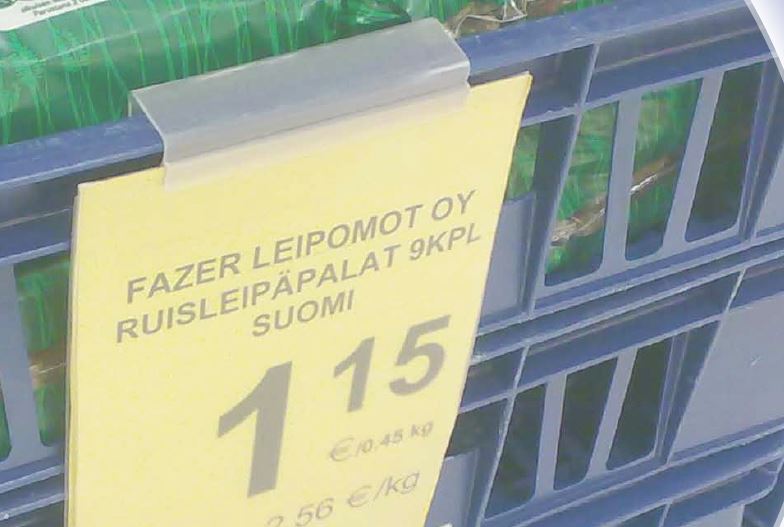 FAZER LEIPOMOT OY
RUISLEIPÄPALAT 9KPL
SUOMI
1 15
€/0.45 kg
2.56 €/kg